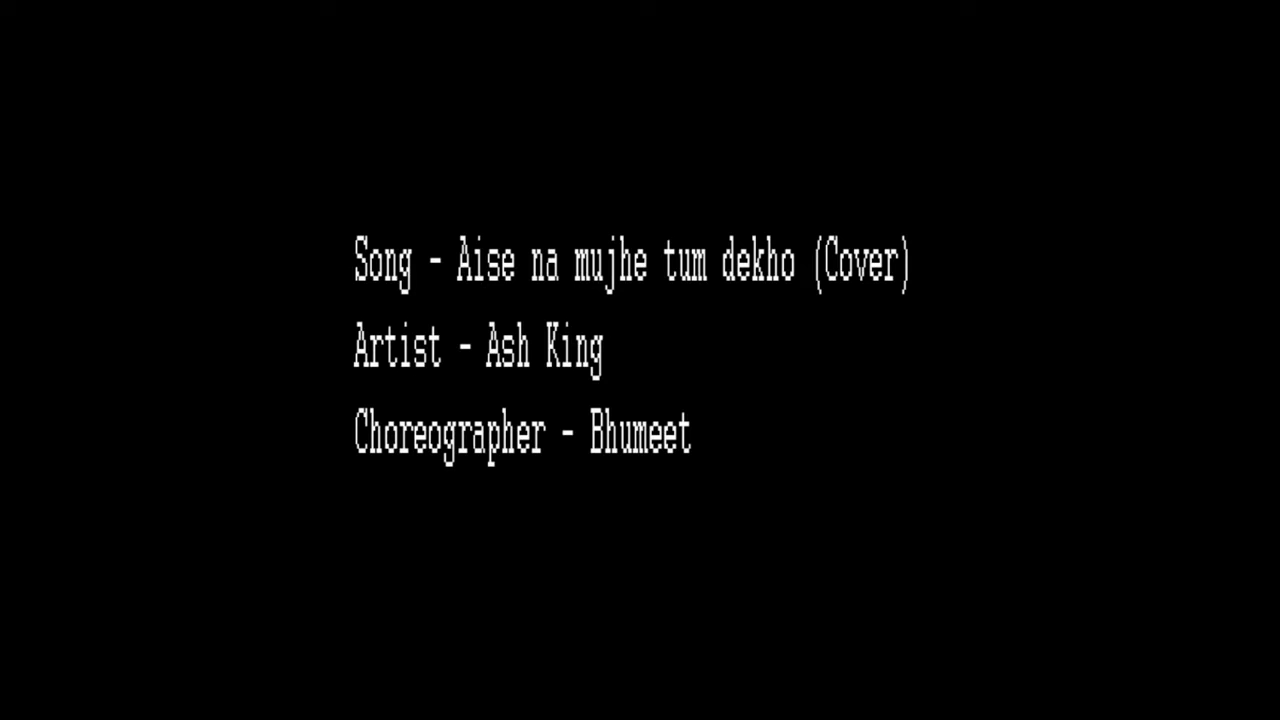 Song - Aise na mujhe tum dekho (Cover)
Artist - Ash King
Choreographer - Bhumeet